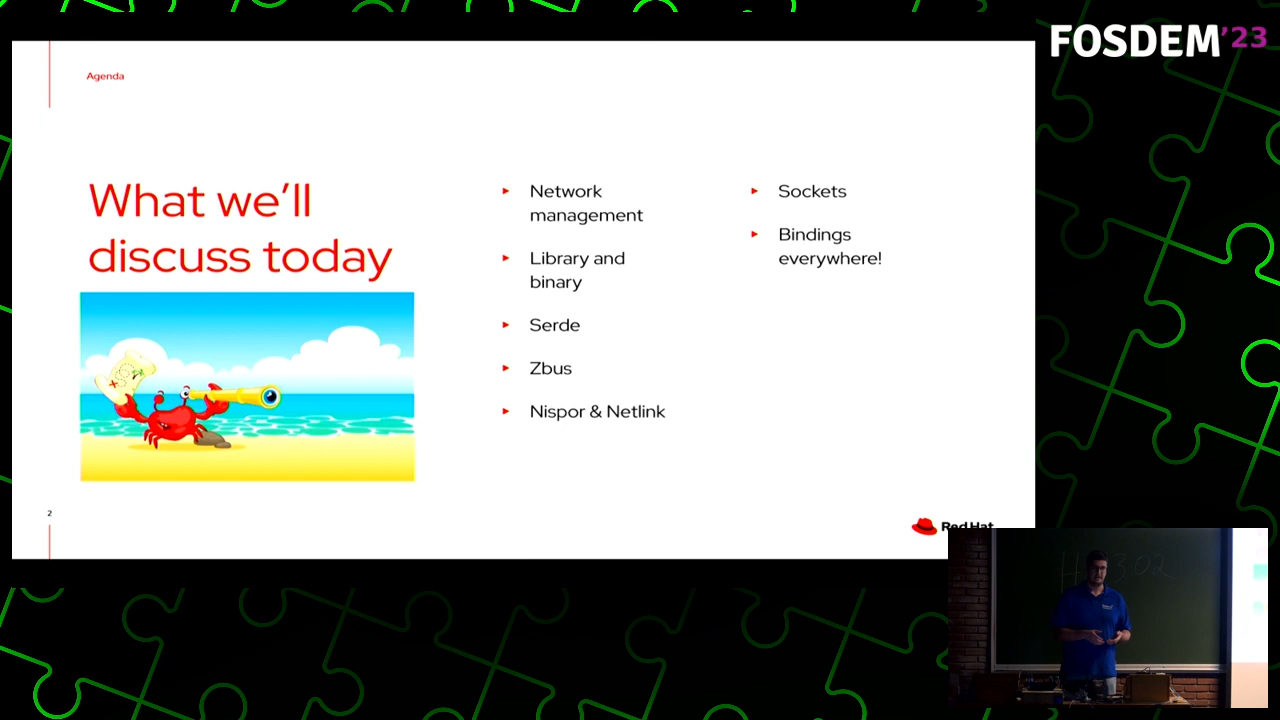 FOSDEM'23
Agenda
What we'll
discuss today
Network
management
Library and
binary
Serde
Zbus
Nispor & Netlink
Sockets
Bindings
everywhere!
2
Red Hat